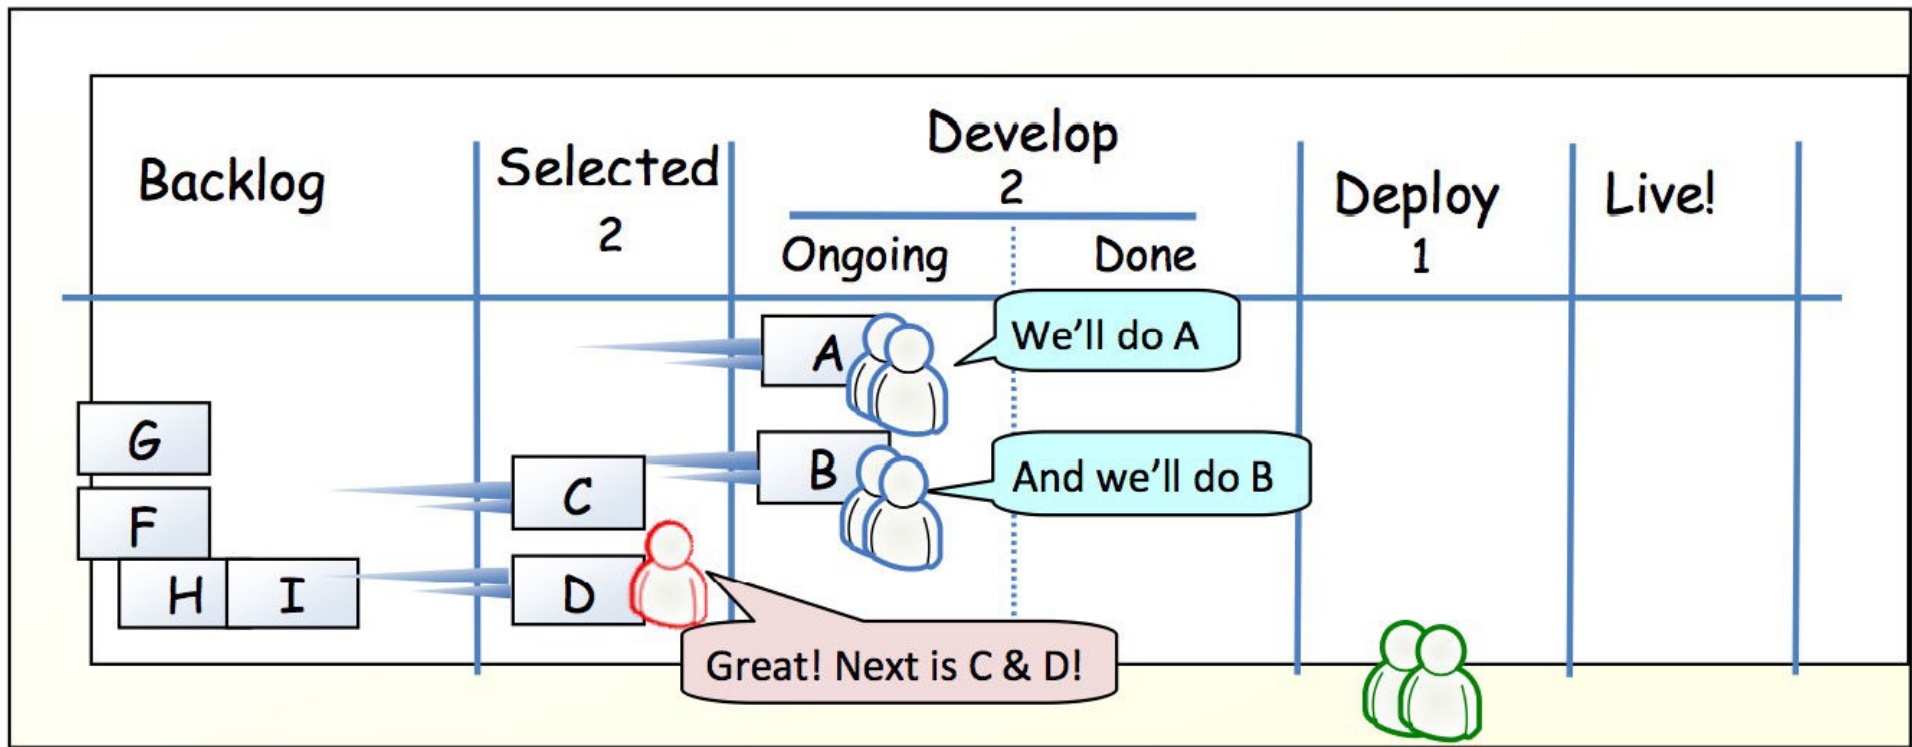 Backlog
Selected
2
Develop
2
Ongoing
Done
Deploy
1
Live!
A
We'll do A
G
B
And we'll do B
C
F
H
I
D
Great! Next is C & D!